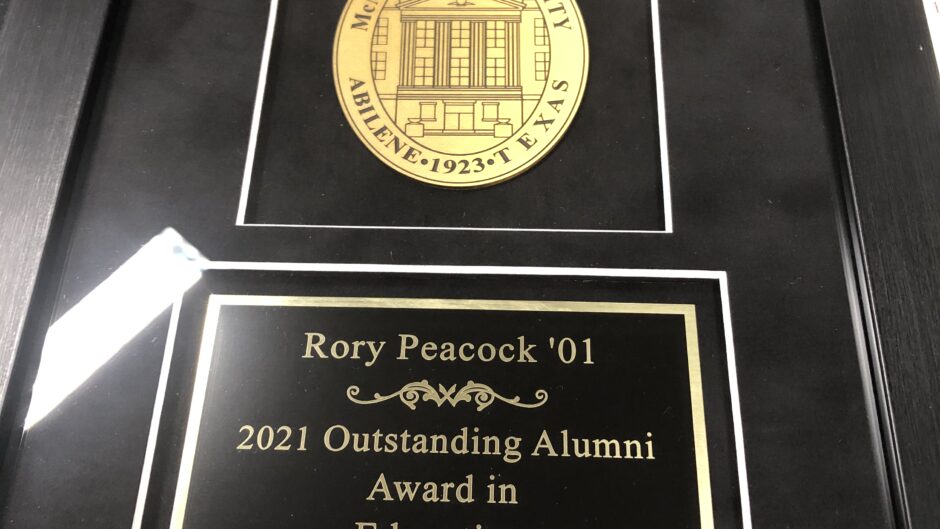 ABILENE • 1923 • TEXAS
Rory Peacock '01
2021 Outstanding Alumni
Award in